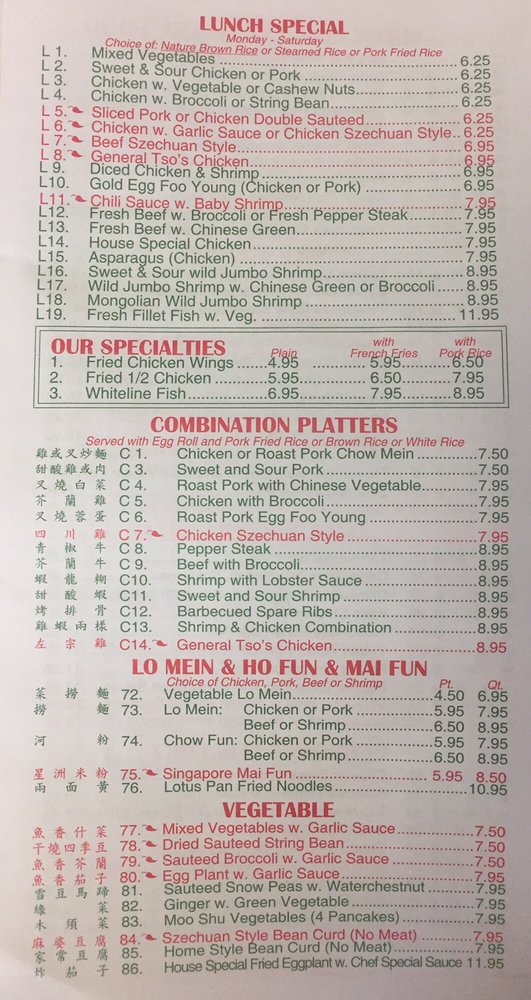 LUNCH SPECIAL
Monday - Saturday
Choice of: Nature Brown Rice or Steamed Rice or Pork Fried Rice
L 1. Mixed Vegetables 6.25
L 2. Sweet & Sour Chicken or Pork 6.25
L 3. Chicken w. Vegetable or Cashew Nuts 6.25
L 4. Chicken w. Broccoli or String Bean 6.25
L 5. Sliced Pork or Chicken Double Sauteed 6.25
L 6. Chicken w. Garlic Sauce or Chicken Szechuan Style.. 6.25
L 7. Beef Szechuan Style 6.95
L 8. General Tso's Chicken 6.95
L 9. Diced Chicken & Shrimp 6.95
L10. Gold Egg Foo Young (Chicken or Pork) 6.95
L11. Chili Sauce w. Baby Shrimp 7.95
L12. Fresh Beef w. Broccoli or Fresh Pepper Steak 7.95
L13. Fresh Beef w. Chinese Green 7.95
L14. House Special Chicken 7.95
L15. Asparagus (Chicken) 7.95
L16. Sweet & Sour wild Jumbo Shrimp 8.95
L17. Wild Jumbo Shrimp w. Chinese Green or Broccoli 8.95
L18. Mongolian Wild Jumbo Shrimp 8.95
L19. Fresh Fillet Fish w. Veg. 11.95
OUR SPECIALTIES Plain with French Fries with Pork Rice
1. Fried Chicken Wings 4.95 5.95 6.50
2. Fried 1/2 Chicken 5.95 6.50 7.95
3. Whiteline Fish 6.95 7.95 8.95
COMBINATION PLATTERS
Served with Egg Roll and Pork Fried Rice or Brown Rice or White Rice
雞或叉炒麵 C 1. Chicken or Roast Pork Chow Mein 7.50
甜酸雞或肉 C 3. Sweet and Sour Pork 7.50
叉燒白菜 C 4. Roast Pork with Chinese Vegetable 7.95
芥蘭雞 C 5. Chicken with Broccoli 7.95
叉燒蓉蛋 C 6. Roast Pork Egg Foo Young 7.95
四川雞 C 7. Chicken Szechuan Style 7.95
青椒牛 C 8. Pepper Steak 8.95
芥蘭牛 C 9. Beef with Broccoli 8.95
蝦龍糊 C10. Shrimp with Lobster Sauce 8.95
甜酸蝦 C11. Sweet and Sour Shrimp 8.95
烤排骨 C12. Barbecued Spare Ribs 8.95
雞蝦兩樣 C13. Shrimp & Chicken Combination 8.95
左宗雞 C14. General Tso's Chicken 8.95
LO MEIN & HO FUN & MAI FUN
Choice of Chicken, Pork, Beef or Shrimp Pt. Qt.
菜撈麵 72. Vegetable Lo Mein 4.50 6.95
撈麵 73. Lo Mein: Chicken or Pork 5.95 7.95
Beef or Shrimp 6.50 8.95
河粉 74. Chow Fun: Chicken or Pork 5.95 7.95
Beef or Shrimp 6.50 8.95
星洲米粉 75. Singapore Mai Fun 5.95 8.50
兩面黄 76. Lotus Pan Fried Noodles 10.95
VEGETABLE
魚香什菜 77. Mixed Vegetables w. Garlic Sauce 7.50
干燒四季豆 78. Dried Sauteed String Bean 7.50
魚香芥蘭 79. Sauteed Broccoli w. Garlic Sauce 7.50
魚香茄子 80. Egg Plant w. Garlic Sauce 7.95
雪豆馬蹄 81. Sauteed Snow Peas w. Waterchestnut 7.95
綠菜 82. Ginger w. Green Vegetable 7.95
木須菜 83. Moo Shu Vegetables (4 Pancakes) 7.95
麻婆豆腐 84. Szechuan Style Bean Curd (No Meat) 7.95
家常豆腐 85. Home Style Bean Curd (No Meat) 7.95
炸茄子 86. House Special Fried Eggplant w. Chef Special Sauce 11.95